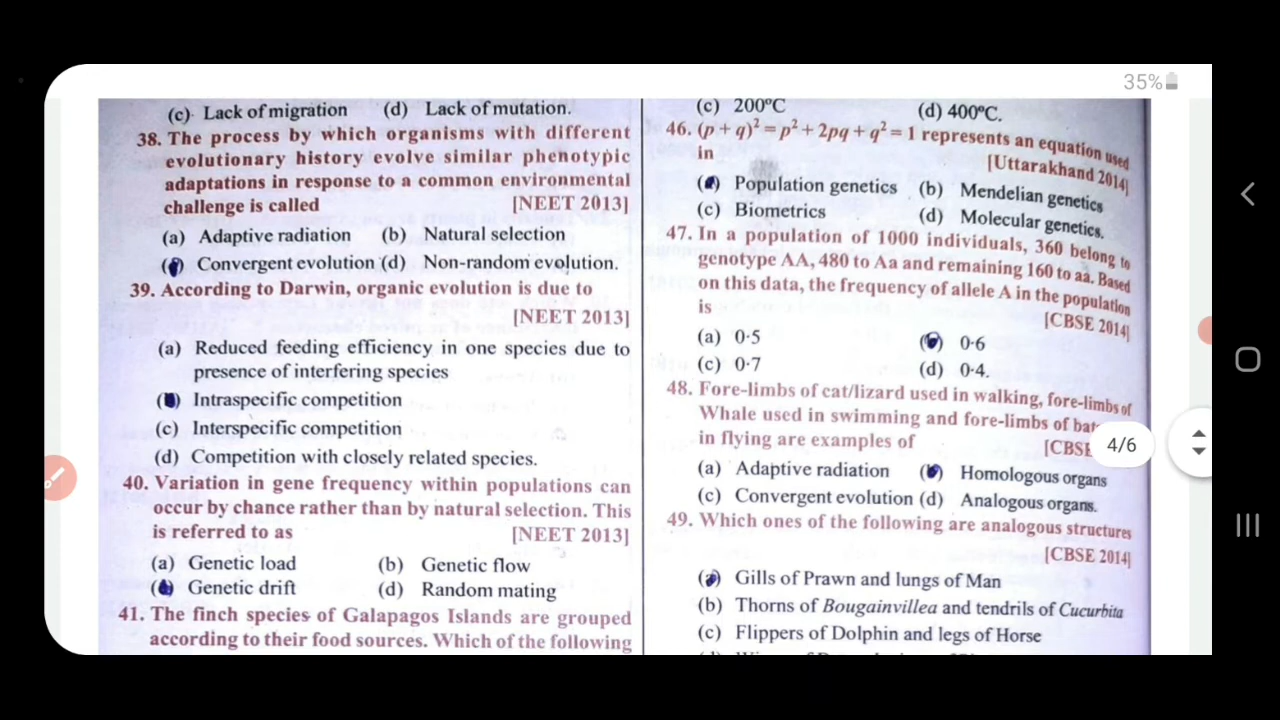 35%
(c) Lack of migration (d) Lack of mutation.
38. The process by which organisms with different
evolutionary history evolve similar phenotypic
adaptations in response to a common environmental
challenge is called [NEET 2013]
(a) Adaptive radiation (b) Natural selection
(c) Convergent evolution (d) Non-random evolution.
39. According to Darwin, organic evolution is due to
[NEET 2013]
(a) Reduced feeding efficiency in one species due to
presence of interfering species
(b) Intraspecific competition
(c) Interspecific competition
(d) Competition with closely related species.
40. Variation in gene frequency within populations can
occur by chance rather than by natural selection. This
is referred to as [NEET 2013]
(a) Genetic load (b) Genetic flow
(c) Genetic drift (d) Random mating
41. The finch species of Galapagos Islands are grouped
according to their food sources. Which of the following
(c) 200°C (d) 400°C.
46. (p + q)² = p² + 2pq + q² = 1 represents an equation used
in [Uttarakhand 2014]
(a) Population genetics (b) Mendelian genetics
(c) Biometrics (d) Molecular genetics.
47. In a population of 1000 individuals, 360 belong to
genotype AA, 480 to Aa and remaining 160 to aa. Based
on this data, the frequency of allele A in the population
is [CBSE 2014]
(a) 0·5 (b) 0·6
(c) 0·7 (d) 0·4.
48. Fore-limbs of cat/lizard used in walking, fore-limbs of
Whale used in swimming and fore-limbs of bat
in flying are examples of [CBSE
(a) Adaptive radiation (b) Homologous organs
(c) Convergent evolution (d) Analogous organs.
49. Which ones of the following are analogous structures
[CBSE 2014]
(a) Gills of Prawn and lungs of Man
(b) Thorns of Bougainvillea and tendrils of Cucurbita
(c) Flippers of Dolphin and legs of Horse
4/6